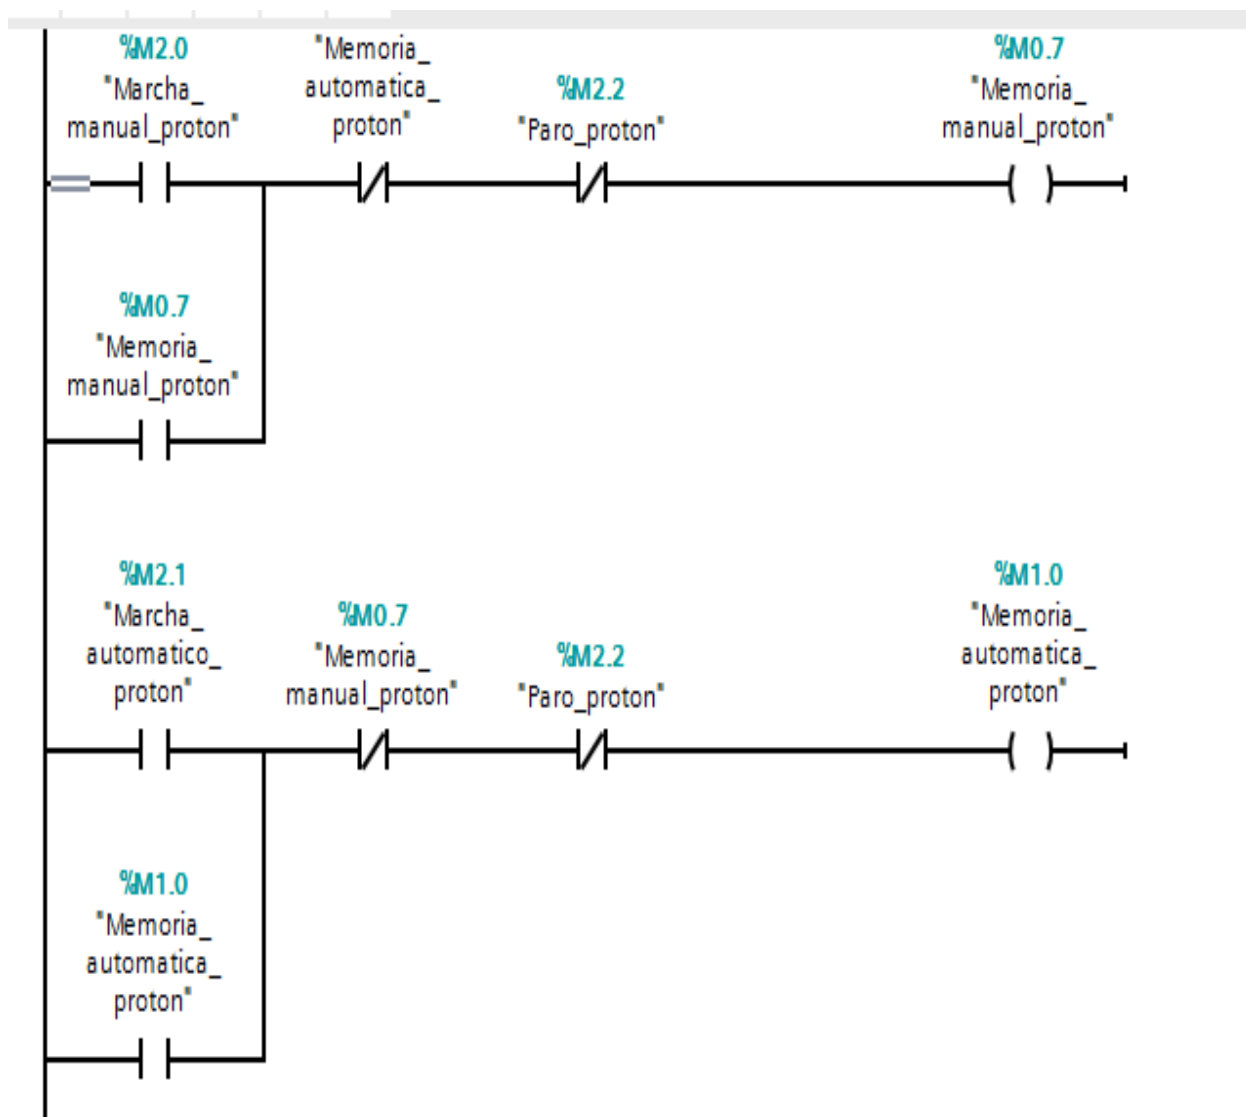 %M2.0
"Marcha_
manual_proton"
"Memoria_
automatica_
proton"
%M2.2
"Paro_proton"
%M0.7
"Memoria_
manual_proton"
%M0.7
"Memoria_
manual_proton"
%M2.1
"Marcha_
automatico_
proton"
%M0.7
"Memoria_
manual_proton"
%M2.2
"Paro_proton"
%M1.0
"Memoria_
automatica_
proton"
%M1.0
"Memoria_
automatica_
proton"